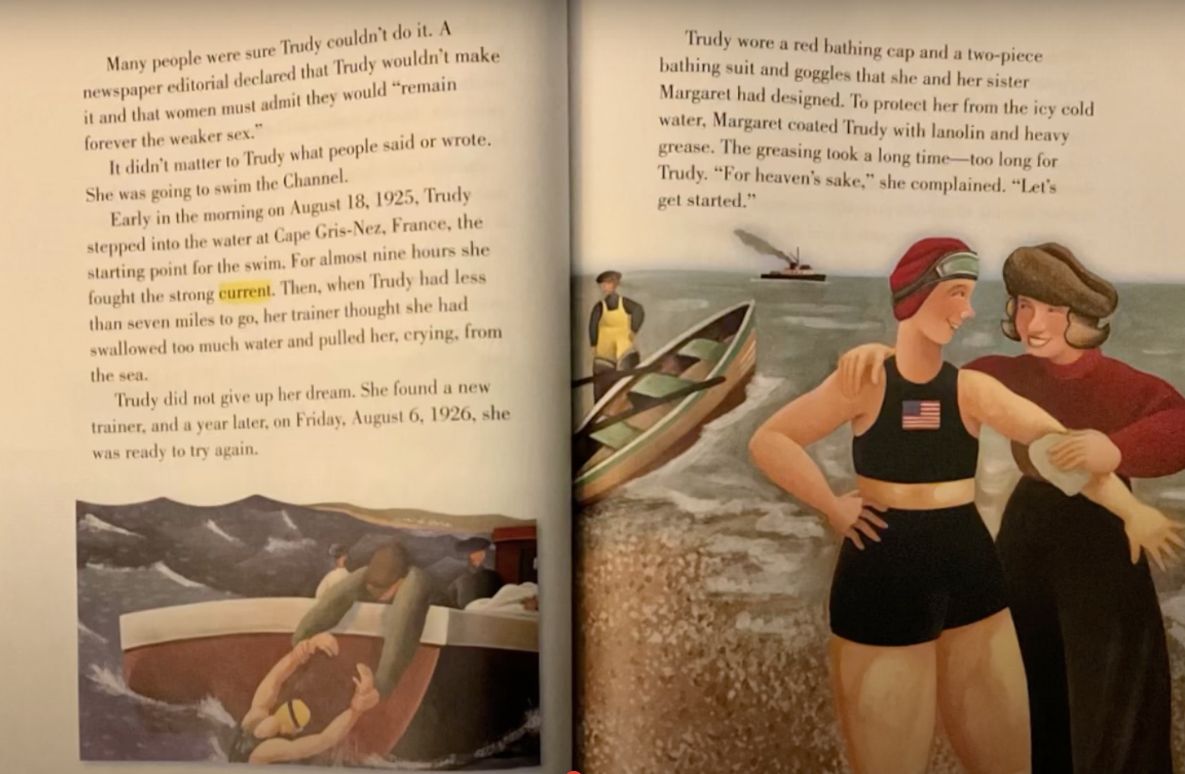 Many people were sure Trudy couldn't do it. A
newspaper editorial declared that Trudy wouldn't make
it and that women must admit they would “remain
forever the weaker sex.”
It didn't matter to Trudy what people said or wrote.
She was going to swim the Channel.
Early in the morning on August 18, 1925, Trudy
stepped into the water at Cape Gris-Nez, France, the
starting point for the swim. For almost nine hours she
fought the strong current. Then, when Trudy had less
than seven miles to go, her trainer thought she had
swallowed too much water and pulled her, crying, from
the sea.
Trudy did not give up her dream. She found a new
trainer, and a year later, on Friday, August 6, 1926, she
was ready to try again.
Trudy wore a red bathing cap and a two-piece
bathing suit and goggles that she and her sister
Margaret had designed. To protect her from the icy cold
water, Margaret coated Trudy with lanolin and heavy
grease. The greasing took a long time—too long for
Trudy. “For heaven's sake,” she complained. “Let's
get started.”